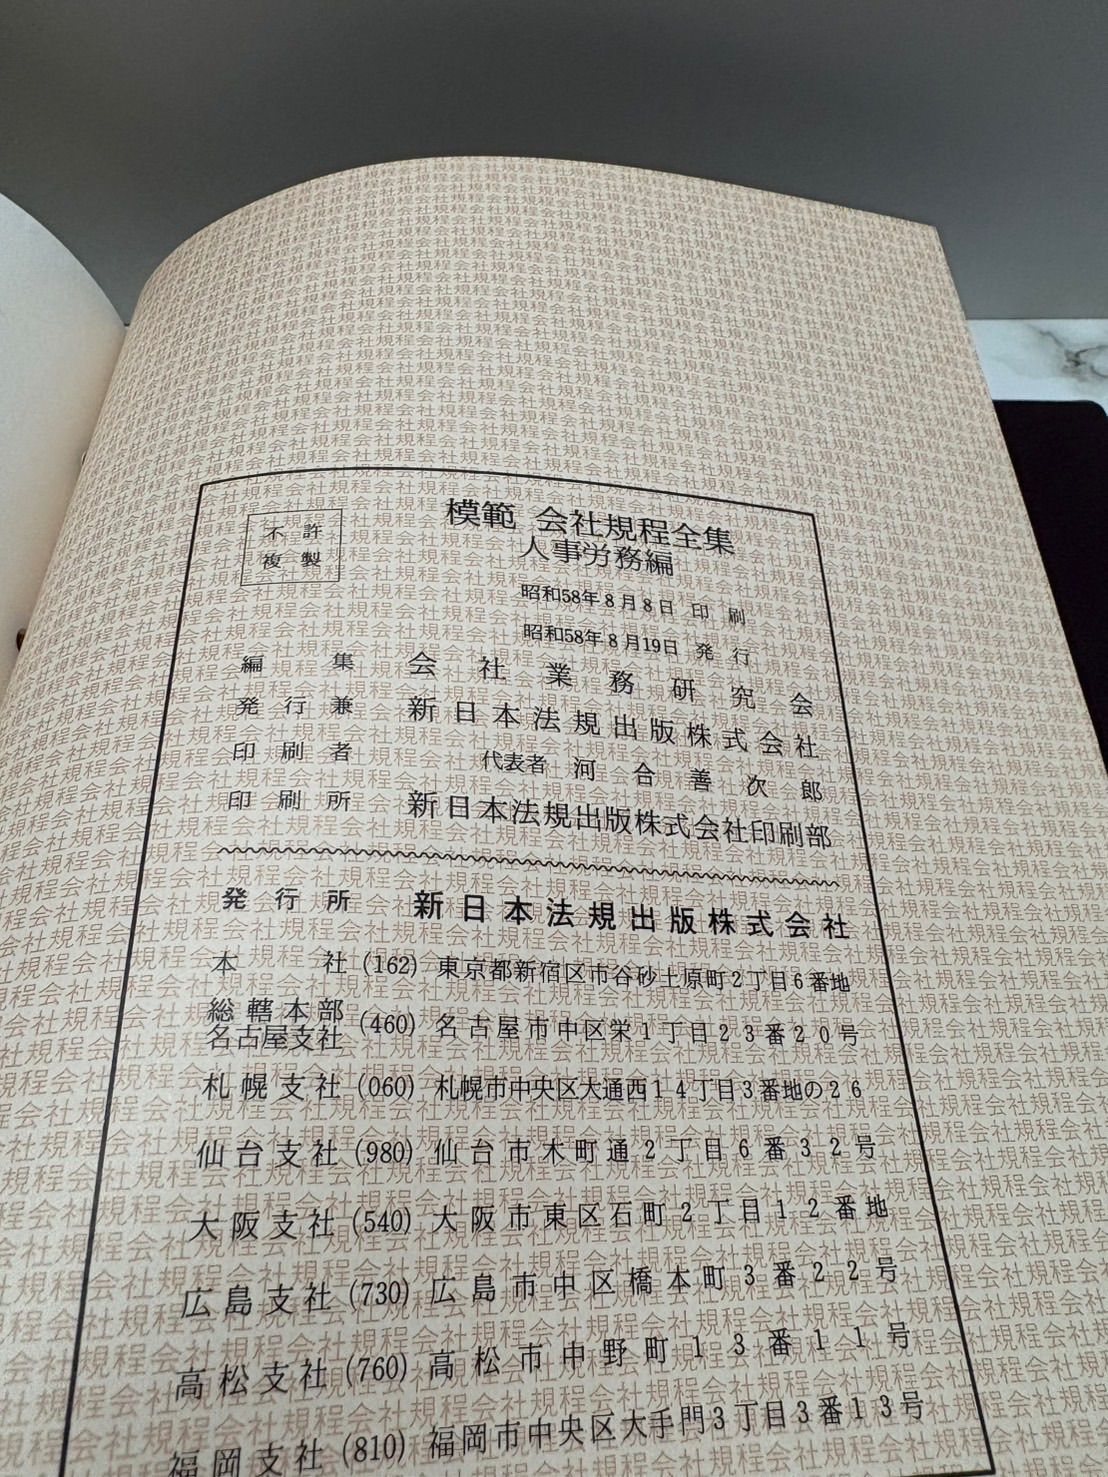 不許
複製
模範 会社規程全集
人事労務編
昭和58年8月8日 印刷
昭和58年8月19日 発行
編集 会社業務研究会
発行兼 新日本法規出版株式会社
印刷者 代表者 河合善次郎
印刷所 新日本法規出版株式会社印刷部
発行所 新日本法規出版株式会社
本社 (162) 東京都新宿区市谷砂土原町2丁目6番地
総轄本部
名古屋支社 (460) 名古屋市中区栄1丁目23番20号
札幌支社 (060) 札幌市中央区大通西14丁目3番地の26
仙台支社 (980) 仙台市木町通2丁目6番32号
大阪支社 (540) 大阪市東区石町2丁目12番地
広島支社 (730) 広島市中区橋本町3番22号
高松支社 (760) 高松市中野町13番11号
福岡支社 (810) 福岡市中央区大手門3丁目3番13号